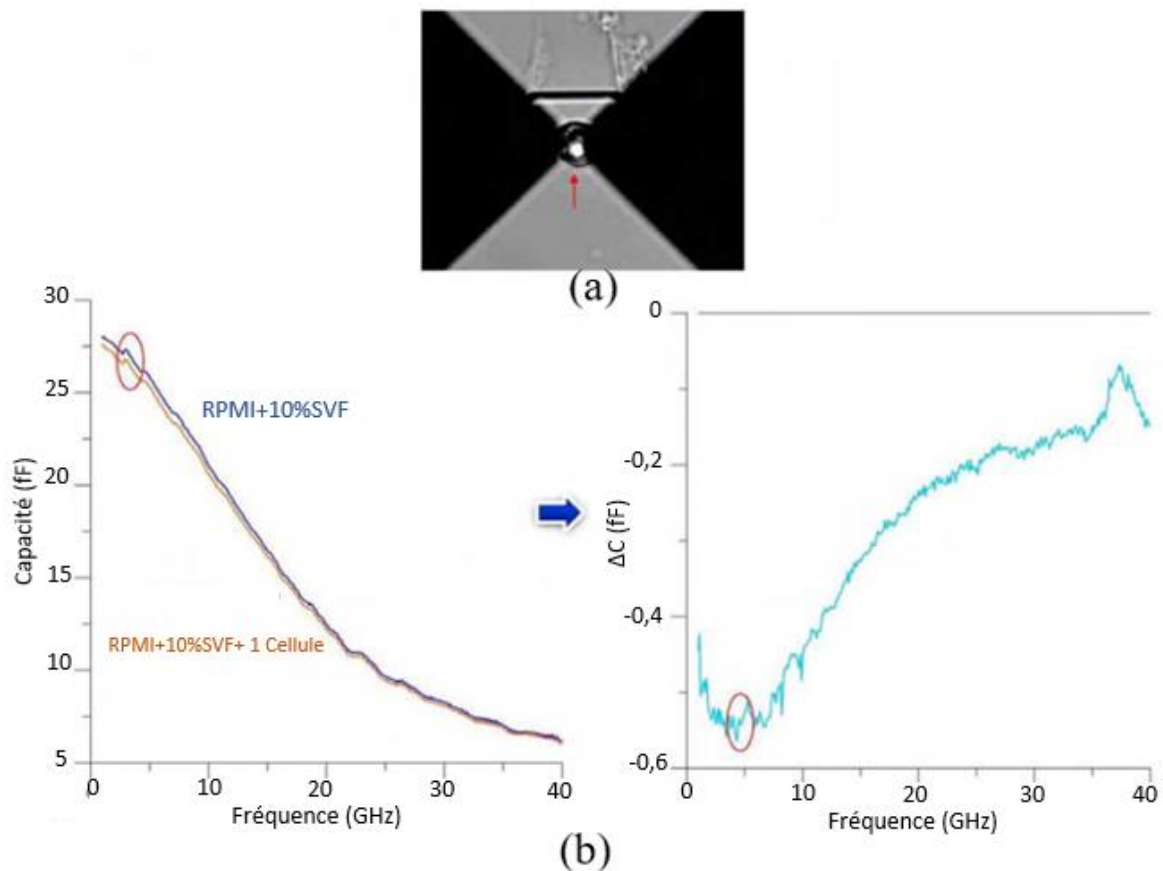 (a)
30
25
20
15
10
5
Capacité (fF)
RPMI+10%SVF
RPMI+10%SVF+ 1 Cellule
0
10
20
30
40
Fréquence (GHz)
0
-0,2
-0,4
-0,6
ΔC (fF)
0
10
20
30
40
Fréquence (GHz)
(b)